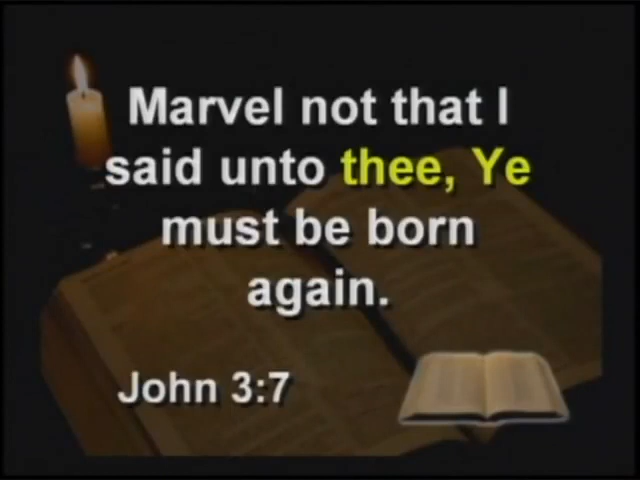 Marvel not that I
said unto thee, Ye
must be born
again.
John 3:7